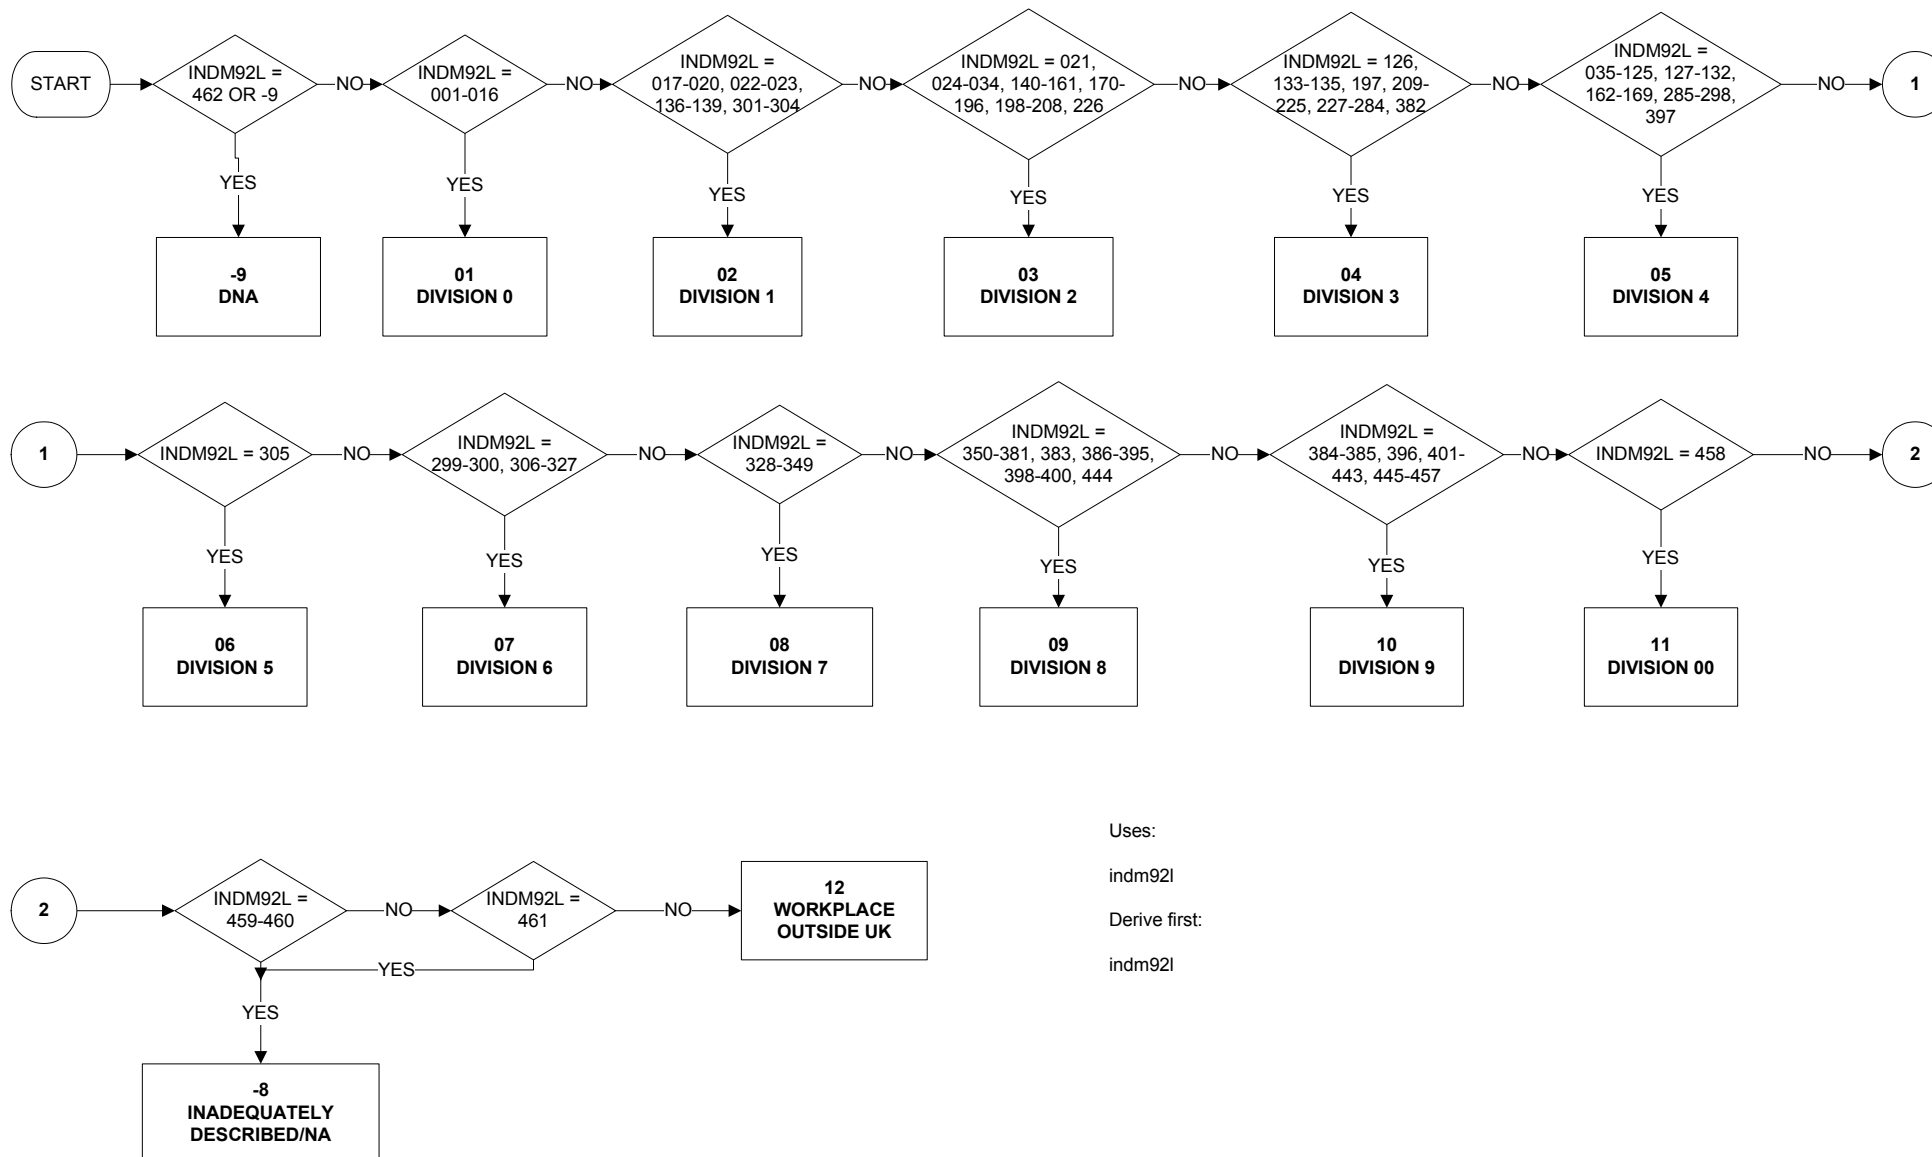 START
INDM92L =
462 OR -9
NO
INDM92L =
001-016
NO
INDM92L =
017-020, 022-023,
136-139, 301-304
NO
INDM92L = 021,
024-034, 140-161, 170-
196, 198-208, 226
NO
INDM92L = 126,
133-135, 197, 209-
225, 227-284, 382
NO
INDM92L =
035-125, 127-132,
162-169, 285-298,
397
NO
1
YES
YES
YES
YES
YES
YES
-9
DNA
01
DIVISION 0
02
DIVISION 1
03
DIVISION 2
04
DIVISION 3
05
DIVISION 4
1
INDM92L = 305
NO
INDM92L =
299-300, 306-327
NO
INDM92L =
328-349
NO
INDM92L =
350-381, 383, 386-395,
398-400, 444
NO
INDM92L =
384-385, 396, 401-
443, 445-457
NO
INDM92L = 458
NO
2
YES
YES
YES
YES
YES
YES
06
DIVISION 5
07
DIVISION 6
08
DIVISION 7
09
DIVISION 8
10
DIVISION 9
11
DIVISION 00
2
INDM92L =
459-460
NO
INDM92L =
461
NO
12
WORKPLACE
OUTSIDE UK
YES
YES
-8
INADEQUATELY
DESCRIBED/NA
Uses:
indm92l
Derive first:
indm92l